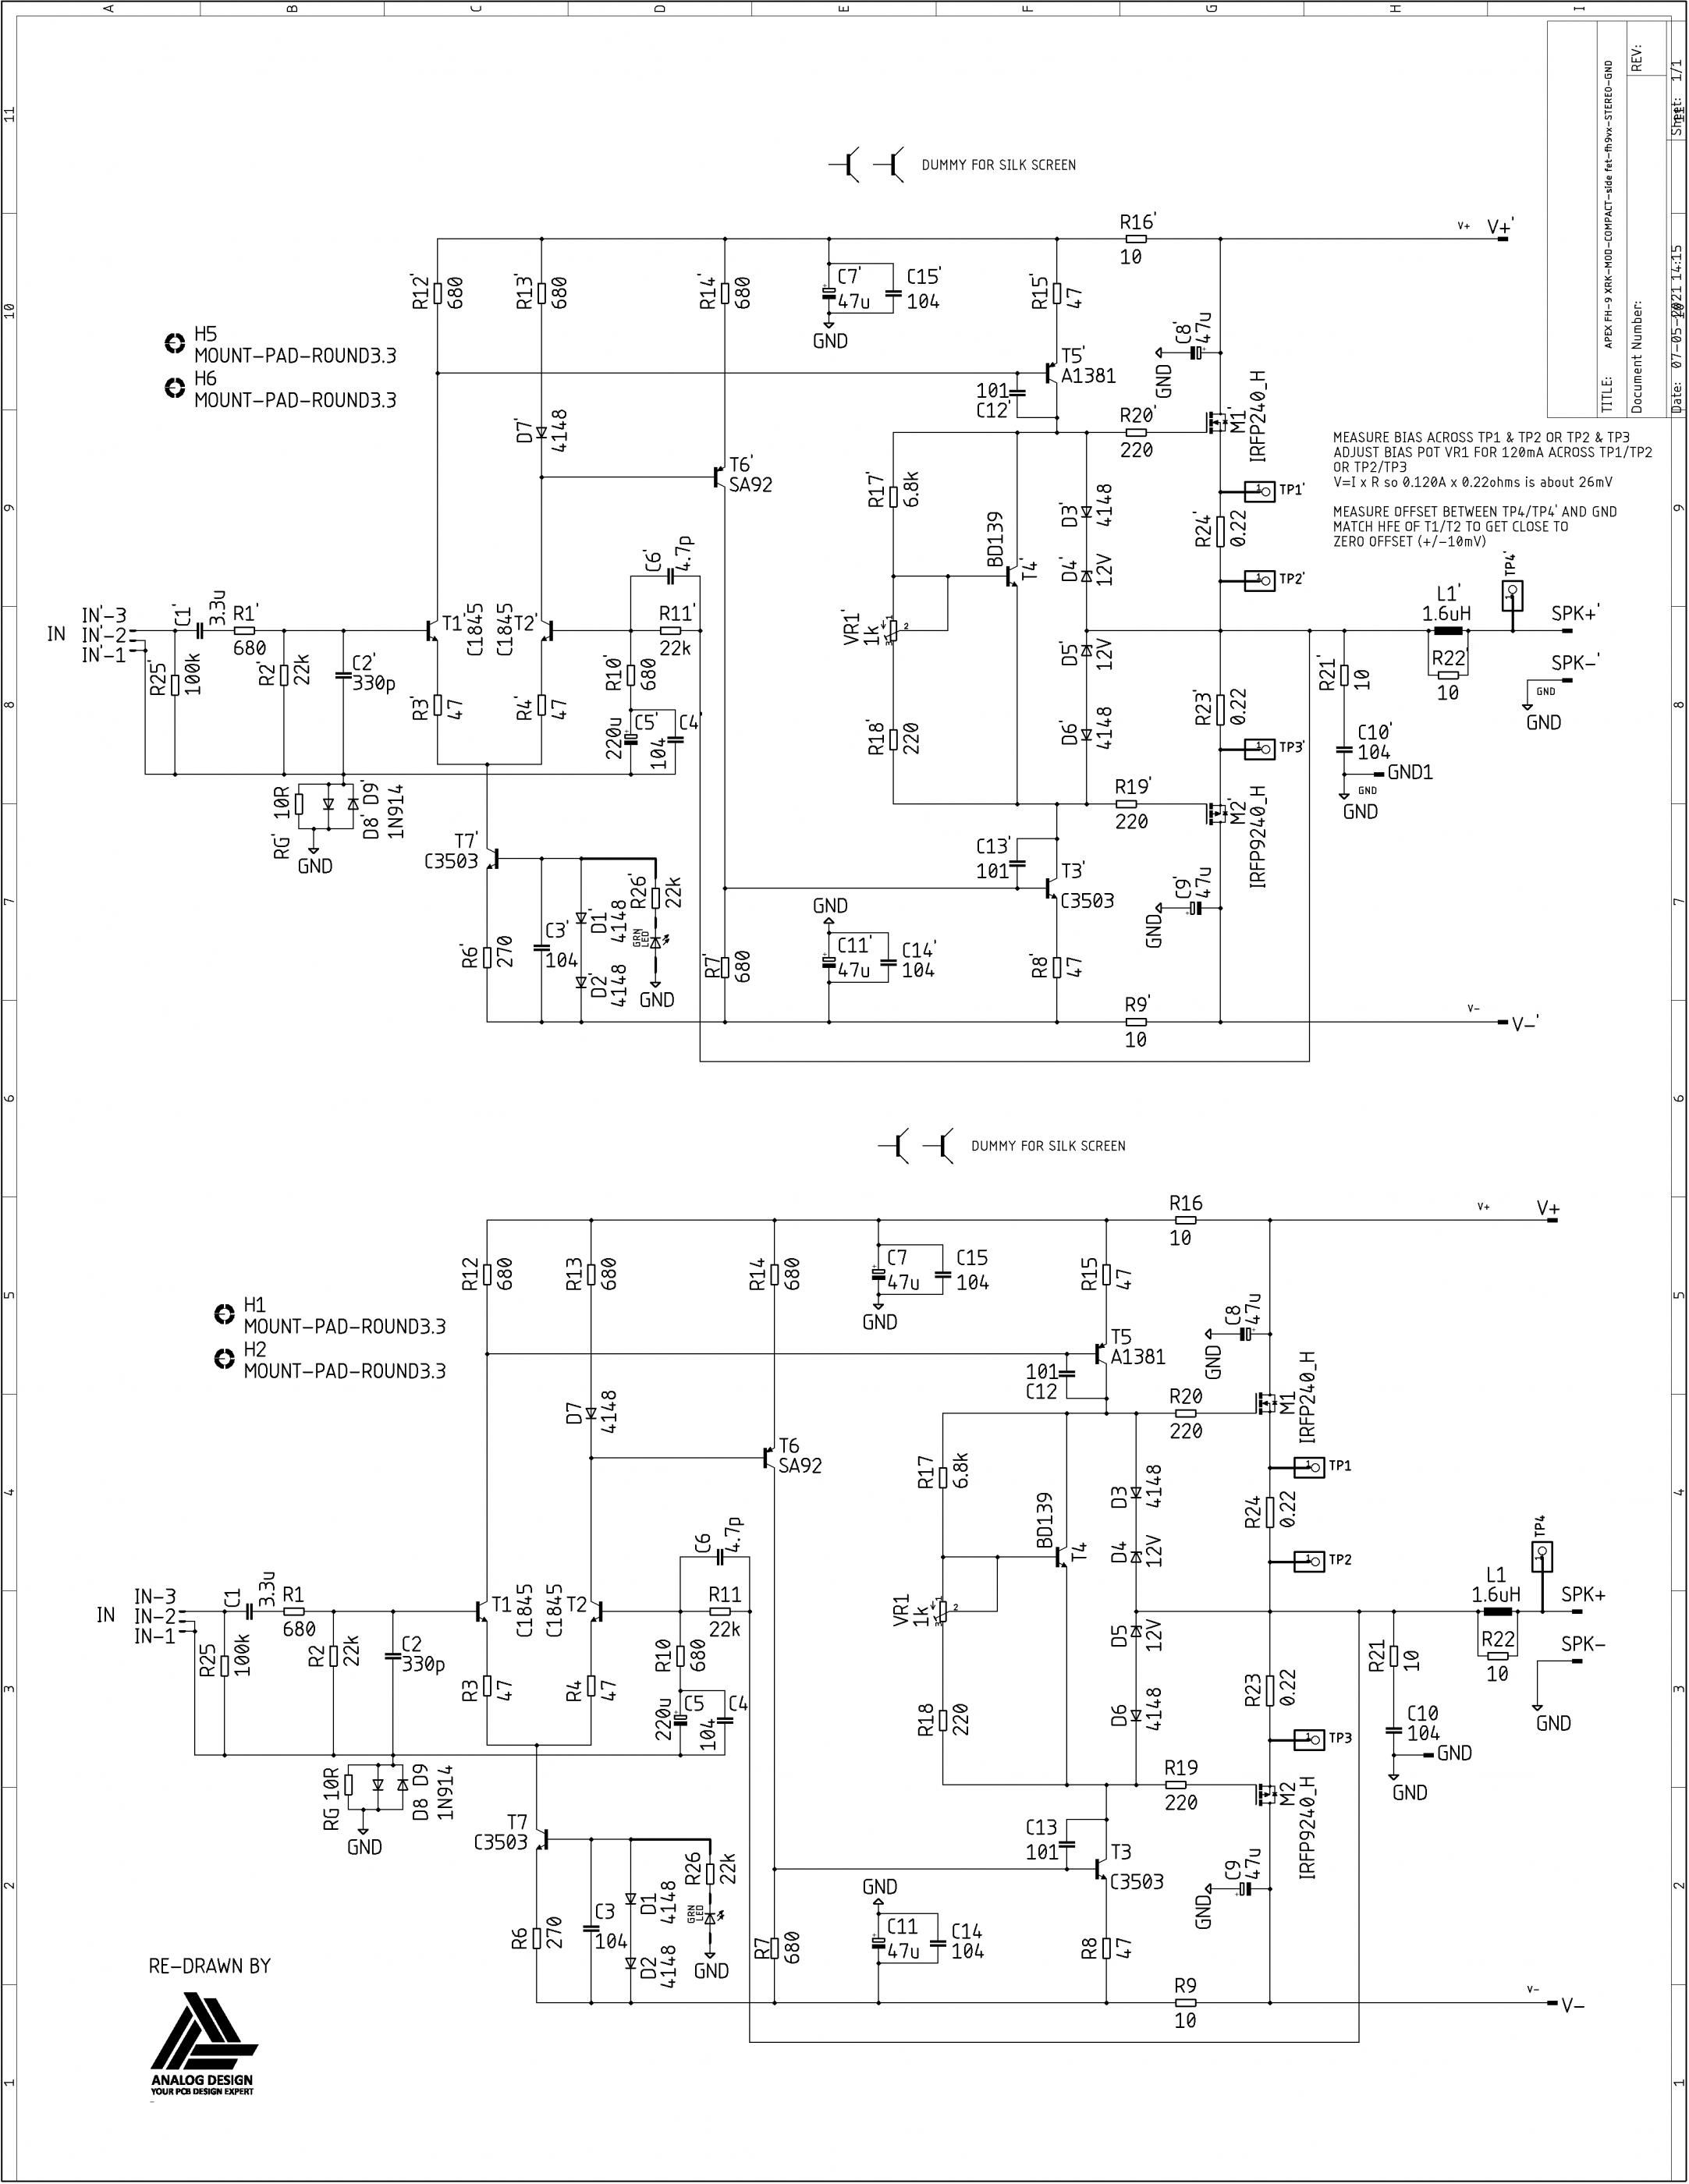 A B C D E F G H I
11
11
10
10
9
9
8
8
7
7
6
6
5
5
4
4
3
3
2
2
1
1
TITLE: APEX FH-9 XRK-MOD-COMPACT-side fet-fh9vx-STEREO-GND
Document Number:
REV:
Date: 07-05-2021 14:15
Sheet: 1/1
DUMMY FOR SILK SCREEN
R16'
10
V+
V+'
R12'
680
R13'
680
R14'
680
C7'
47u
C15'
104
GND
R15'
47
C8'
47u
GND
H5
MOUNT-PAD-ROUND3.3
H6
MOUNT-PAD-ROUND3.3
T5'
A1381
101
C12'
R20'
220
M1'
IRFP240_H
D7'
4148
T6'
SA92
R17'
6.8k
BD139
T4'
D3'
4148
D4'
12V
TP1'
R24'
0.22
TP2'
MEASURE BIAS ACROSS TP1 & TP2 OR TP2 & TP3
ADJUST BIAS POT VR1 FOR 120mA ACROSS TP1/TP2
OR TP2/TP3
V=I x R so 0.120A x 0.22ohms is about 26mV
MEASURE OFFSET BETWEEN TP4/TP4' AND GND
MATCH HFE OF T1/T2 TO GET CLOSE TO
ZERO OFFSET (+/-10mV)
C6'
4.7p
IN
IN'-3
IN'-2
IN'-1
C1'
3.3u
R1'
680
R25'
100k
R2'
22k
C2'
330p
T1'
C1845
C1845
T2'
R11'
22k
R10'
680
R3'
47
R4'
47
220u
C5'
104
C4'
VR1'
1k
2
R18'
220
D5'
12V
D6'
4148
R23'
0.22
TP3'
TP4'
L1'
1.6uH
R22'
10
SPK+'
SPK-'
GND
GND
R21'
10
C10'
104
GND1
GND
GND
RG'
10R
D8' D9'
1N914
GND
T7'
C3503
R19'
220
M2'
IRFP9240_H
C13'
101
T3'
C3503
C9'
47u
GND
R6'
270
C3'
104
D1'
4148
D2'
4148
R26'
22k
GRN
LED
GND
R7'
680
GND
C11'
47u
C14'
104
R8'
47
R9'
10
V-
V-'
DUMMY FOR SILK SCREEN
R16
10
V+
V+
R12
680
R13
680
R14
680
C7
47u
C15
104
GND
R15
47
C8
47u
GND
H1
MOUNT-PAD-ROUND3.3
H2
MOUNT-PAD-ROUND3.3
T5
A1381
101
C12
R20
220
M1
IRFP240_H
D7
4148
T6
SA92
R17
6.8k
BD139
T4
D3
4148
D4
12V
TP1
R24
0.22
TP2
C6
4.7p
IN
IN-3
IN-2
IN-1
C1
3.3u
R1
680
R25
100k
R2
22k
C2
330p
T1
C1845
C1845
T2
R11
22k
R10
680
R3
47
R4
47
220u
C5
104
C4
VR1
1k
2
R18
220
D5
12V
D6
4148
R23
0.22
TP3
TP4
L1
1.6uH
R22
10
SPK+
SPK-
GND
R21
10
C10
104
GND
GND
RG
10R
D8 D9
1N914
GND
T7
C3503
R19
220
M2
IRFP9240_H
C13
101
T3
C3503
C9
47u
GND
R6
270
C3
104
D1
4148
D2
4148
R26
22k
GRN
LED
GND
R7
680
GND
C11
47u
C14
104
R8
47
R9
10
V-
V-
RE-DRAWN BY
ANALOG DESIGN
YOUR PCB DESIGN EXPERT